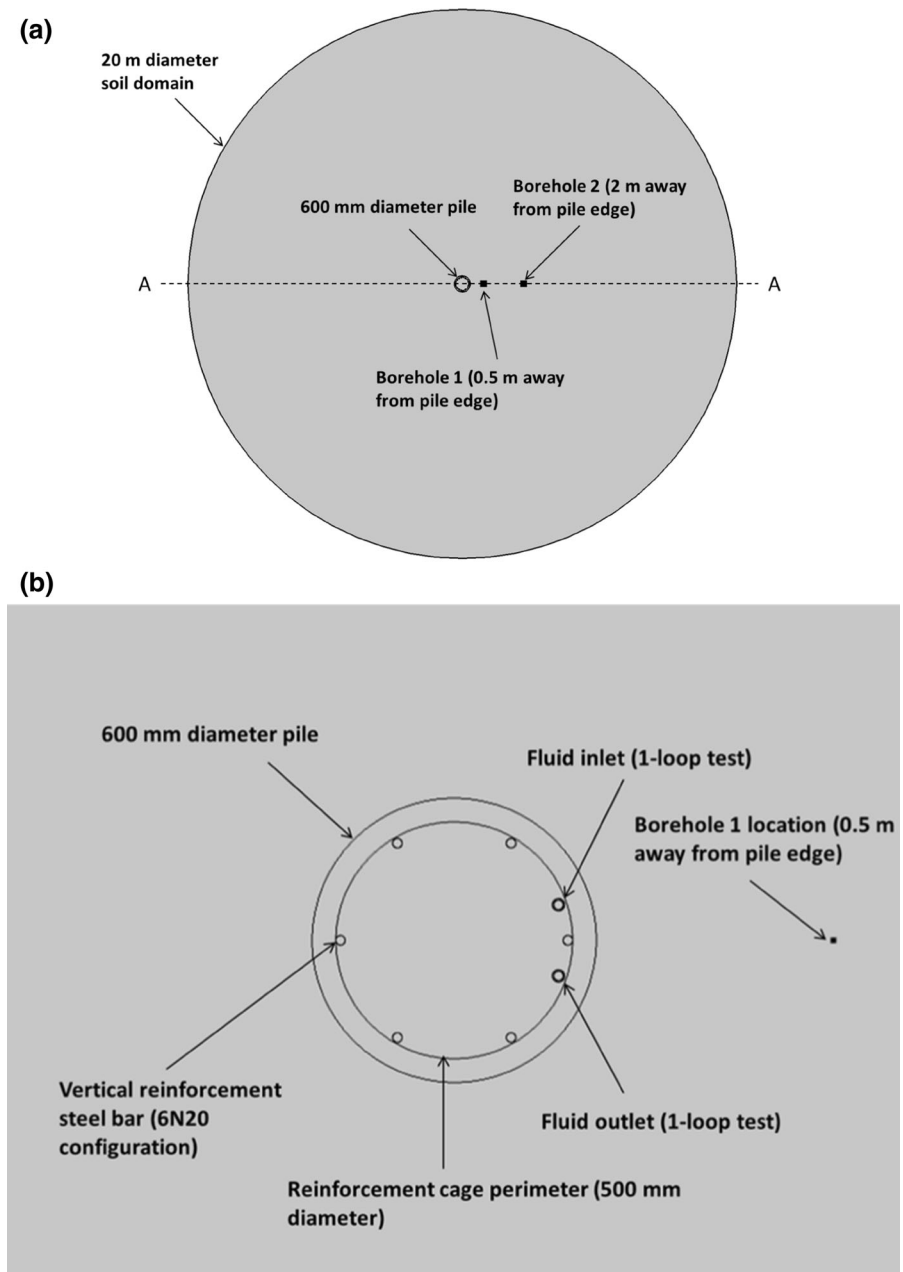 (a)
20 m diameter
soil domain
Borehole 2 (2 m away
from pile edge)
600 mm diameter pile
A
A
Borehole 1 (0.5 m away
from pile edge)
(b)
600 mm diameter pile
Fluid inlet (1-loop test)
Borehole 1 location (0.5 m
away from pile edge)
Vertical reinforcement
steel bar (6N20
configuration)
Fluid outlet (1-loop test)
Reinforcement cage perimeter (500 mm
diameter)